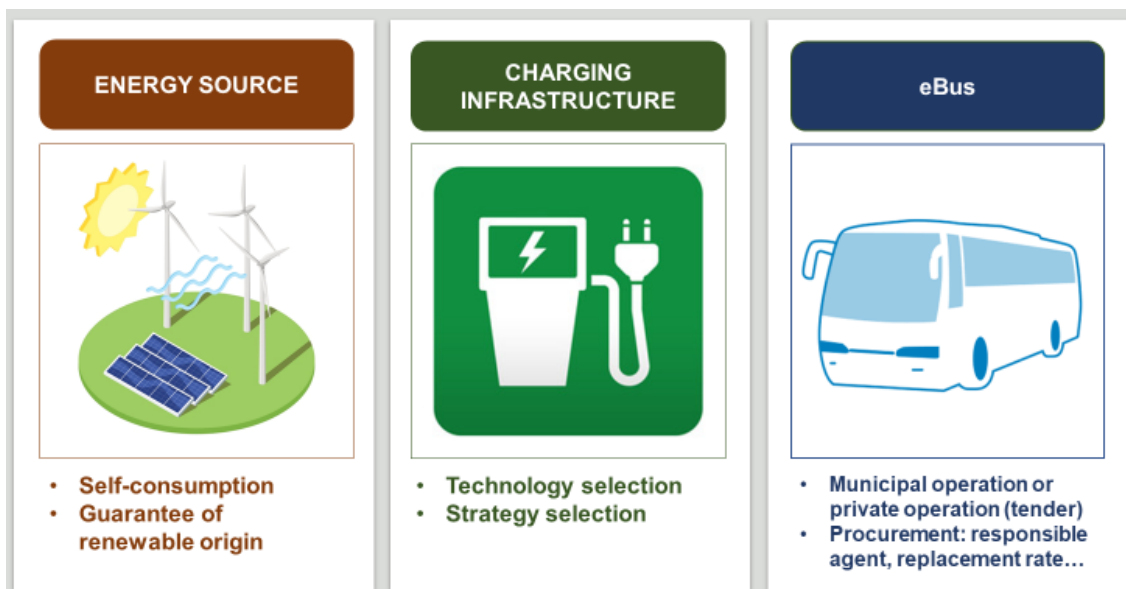 ENERGY SOURCE
• Self-consumption
• Guarantee of
renewable origin
CHARGING
INFRASTRUCTURE
• Technology selection
• Strategy selection
eBus
• Municipal operation or
private operation (tender)
• Procurement: responsible
agent, replacement rate…